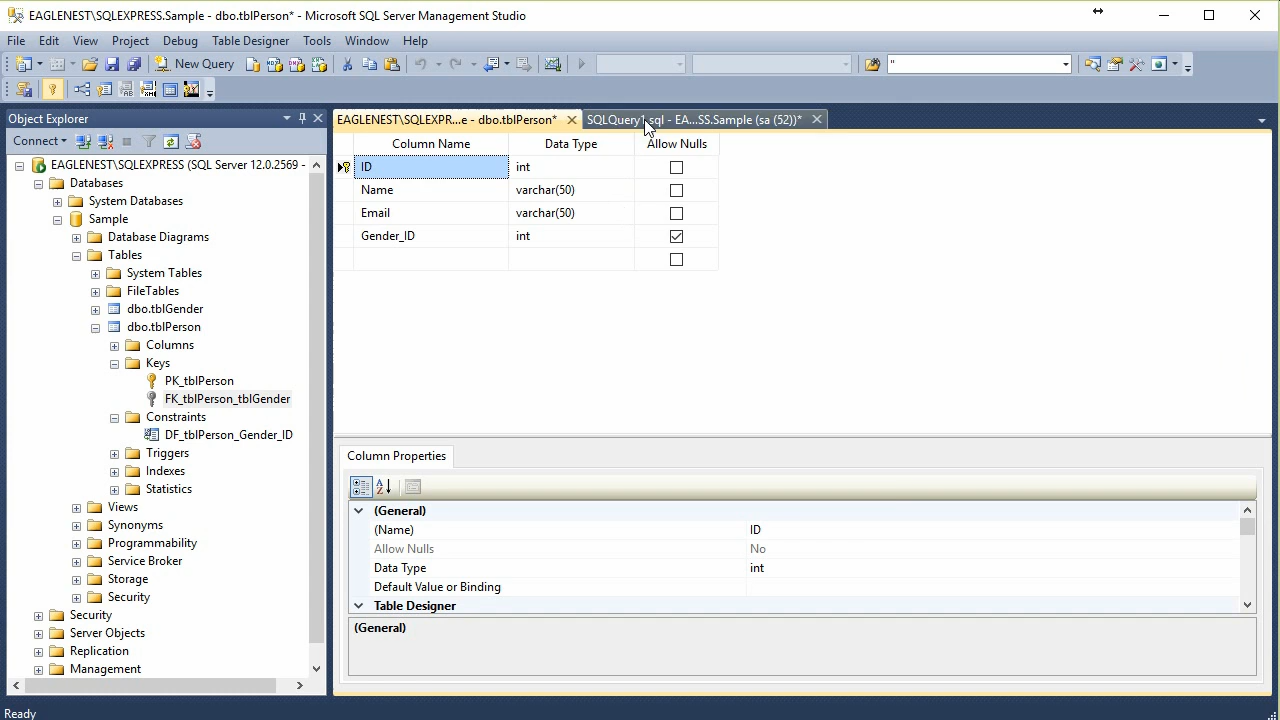 EAGLENEST\SQLEXPRESS.Sample - dbo.tblPerson* - Microsoft SQL Server Management Studio
File Edit View Project Debug Table Designer Tools Window Help
New Query "
Object Explorer
Connect
EAGLENEST\SQLEXPRESS (SQL Server 12.0.2569 -
Databases
System Databases
Sample
Database Diagrams
Tables
System Tables
FileTables
dbo.tblGender
dbo.tblPerson
Columns
Keys
PK_tblPerson
FK_tblPerson_tblGender
Constraints
DF_tblPerson_Gender_ID
Triggers
Indexes
Statistics
Views
Synonyms
Programmability
Service Broker
Storage
Security
Security
Server Objects
Replication
Management
EAGLENEST\SQLEXPR...e - dbo.tblPerson* SQLQuery1.sql - EA...SS.Sample (sa (52))*
Column Name Data Type Allow Nulls
ID int
Name varchar(50)
Email varchar(50)
Gender_ID int
Column Properties
(General)
(Name) ID
Allow Nulls No
Data Type int
Default Value or Binding
Table Designer
(General)
Ready